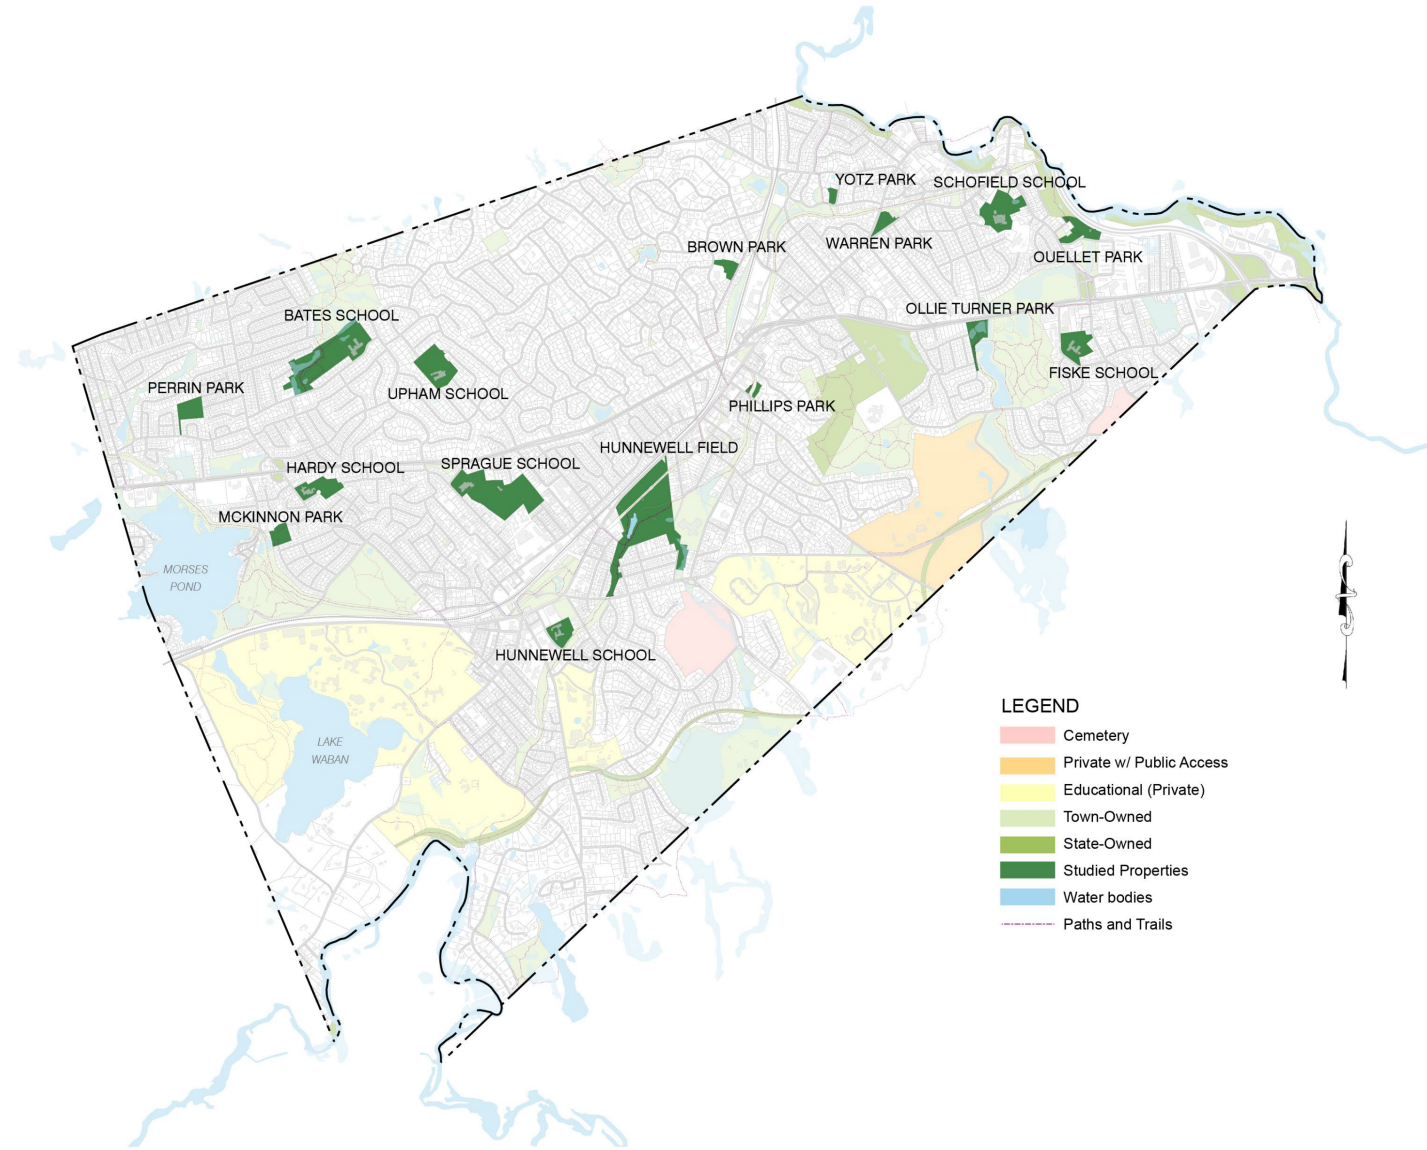 YOTZ PARK
SCHOFIELD SCHOOL
WARREN PARK
BROWN PARK
OUELLET PARK
OLLIE TURNER PARK
BATES SCHOOL
FISKE SCHOOL
PERRIN PARK
UPHAM SCHOOL
PHILLIPS PARK
HUNNEWELL FIELD
HARDY SCHOOL
SPRAGUE SCHOOL
MCKINNON PARK
MORSES
POND
HUNNEWELL SCHOOL
LAKE
WABAN
LEGEND
Cemetery
Private w/ Public Access
Educational (Private)
Town-Owned
State-Owned
Studied Properties
Water bodies
Paths and Trails